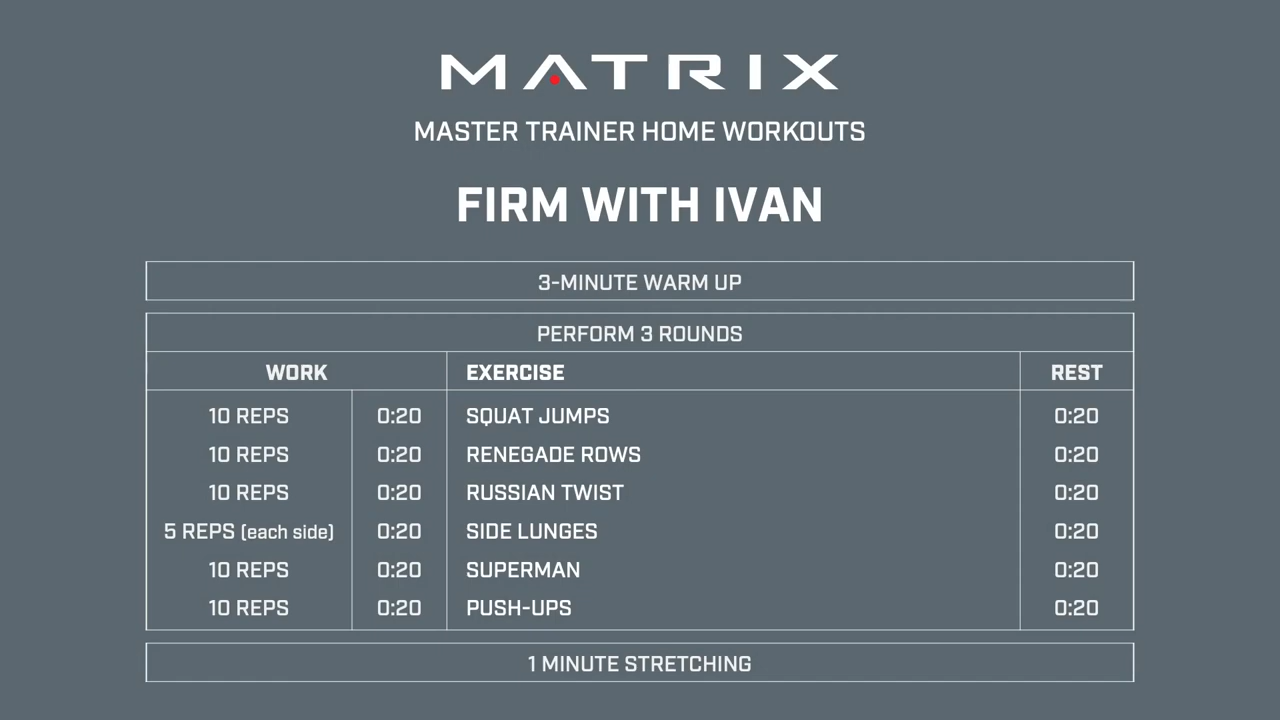 MATRIX
MASTER TRAINER HOME WORKOUTS
FIRM WITH IVAN
3-MINUTE WARM UP
PERFORM 3 ROUNDS
WORK EXERCISE REST
10 REPS 0:20 SQUAT JUMPS 0:20
10 REPS 0:20 RENEGADE ROWS 0:20
10 REPS 0:20 RUSSIAN TWIST 0:20
5 REPS (each side) 0:20 SIDE LUNGES 0:20
10 REPS 0:20 SUPERMAN 0:20
10 REPS 0:20 PUSH-UPS 0:20
1 MINUTE STRETCHING